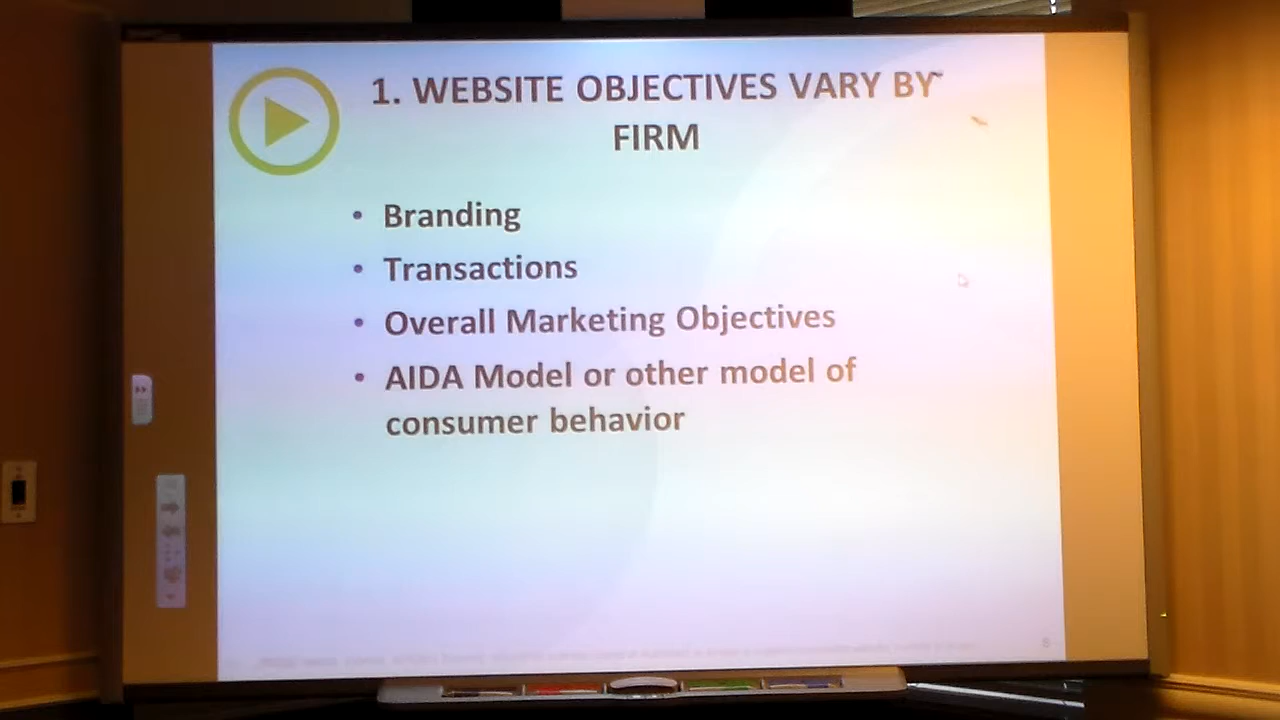 1. WEBSITE OBJECTIVES VARY BY
FIRM
• Branding
• Transactions
• Overall Marketing Objectives
• AIDA Model or other model of
consumer behavior